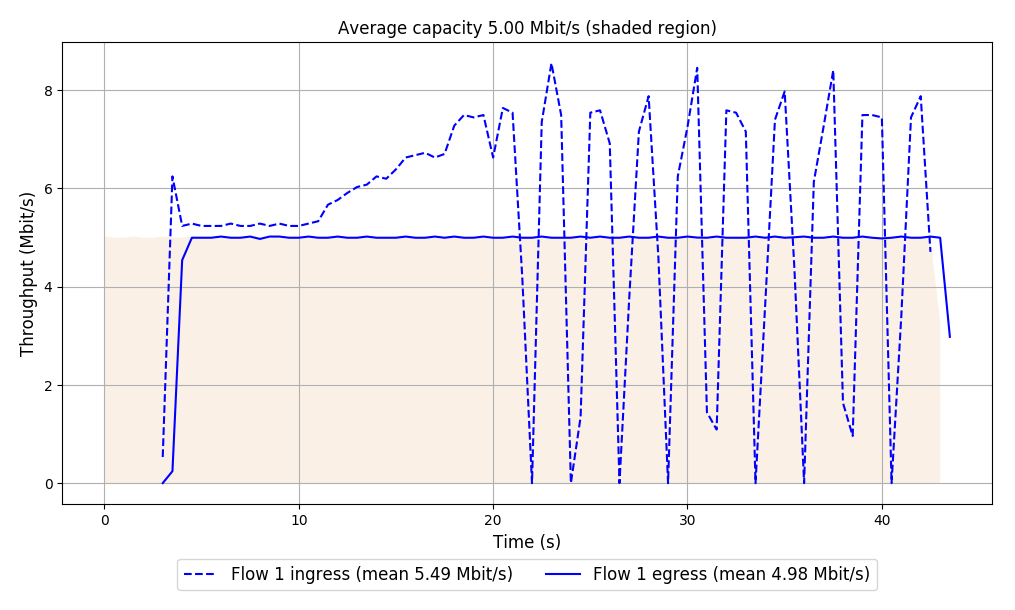 Average capacity 5.00 Mbit/s (shaded region)
Throughput (Mbit/s)
8
6
4
2
0
0 10 20 30 40
Time (s)
Flow 1 ingress (mean 5.49 Mbit/s) Flow 1 egress (mean 4.98 Mbit/s)